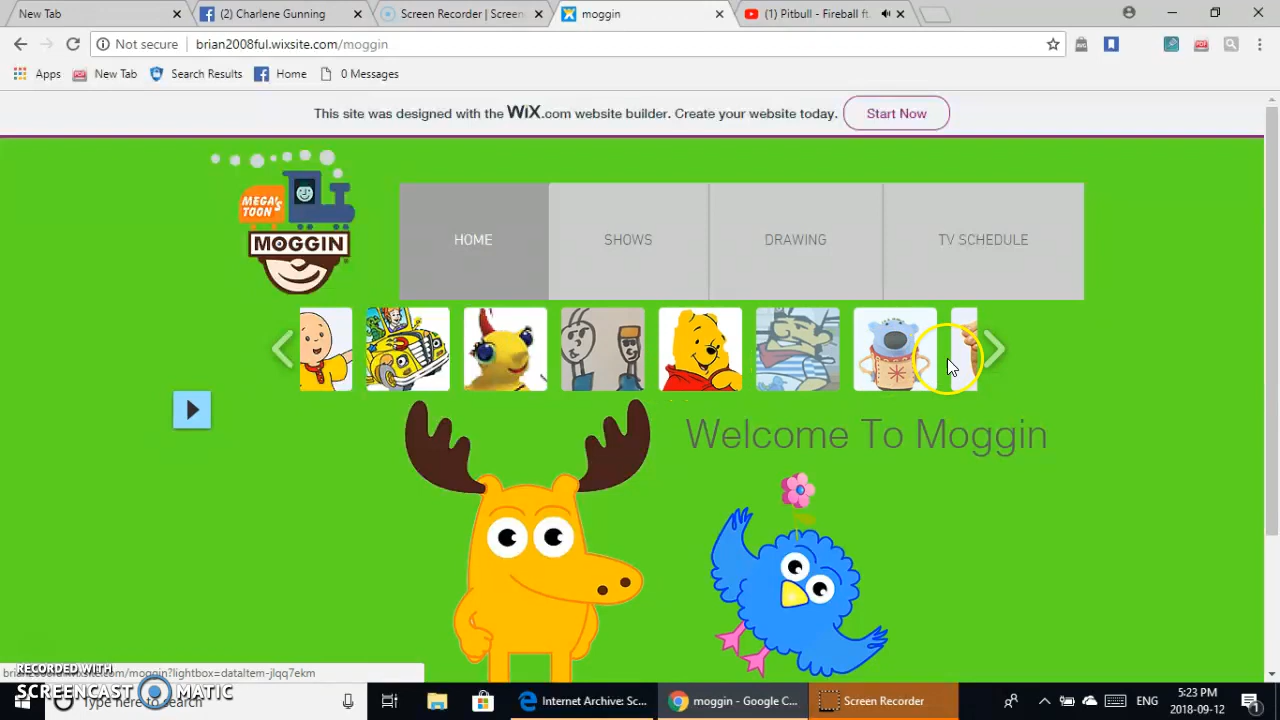 New Tab
(2) Charlene Gunning
Screen Recorder | Screen
moggin
(1) Pitbull - Fireball ft.
Not secure
brian2008ful.wixsite.com/moggin
Apps
New Tab
Search Results
Home
0 Messages
This site was designed with the WiX.com website builder. Create your website today.
Start Now
MEGA'S
TOON
MOGGIN
HOME
SHOWS
DRAWING
TV SCHEDULE
Welcome To Moggin
RECORDED WITH
SCREENCAST MATIC
Type here to search
Internet Archive: Sc...
moggin - Google C...
Screen Recorder
ENG
5:23 PM
2018-09-12
1